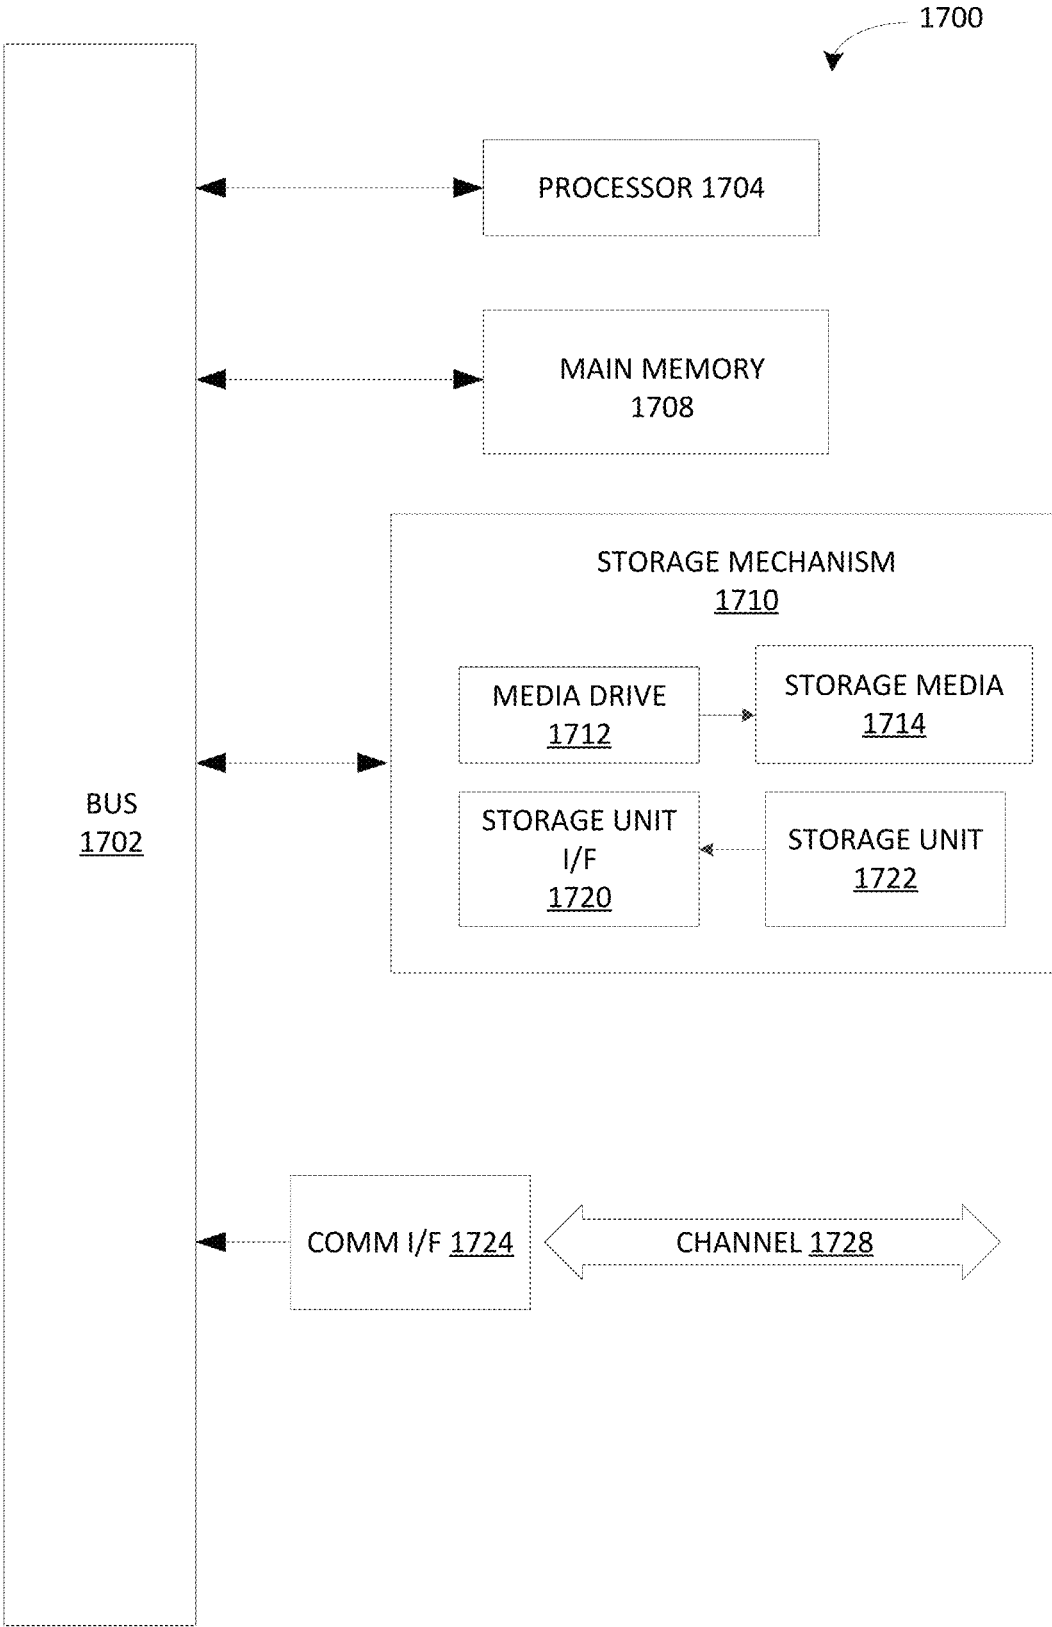 1700
PROCESSOR 1704
MAIN MEMORY
1708
STORAGE MECHANISM
1710
MEDIA DRIVE
1712
STORAGE MEDIA
1714
BUS
1702
STORAGE UNIT
I/F
1720
STORAGE UNIT
1722
COMM I/F 1724
CHANNEL 1728